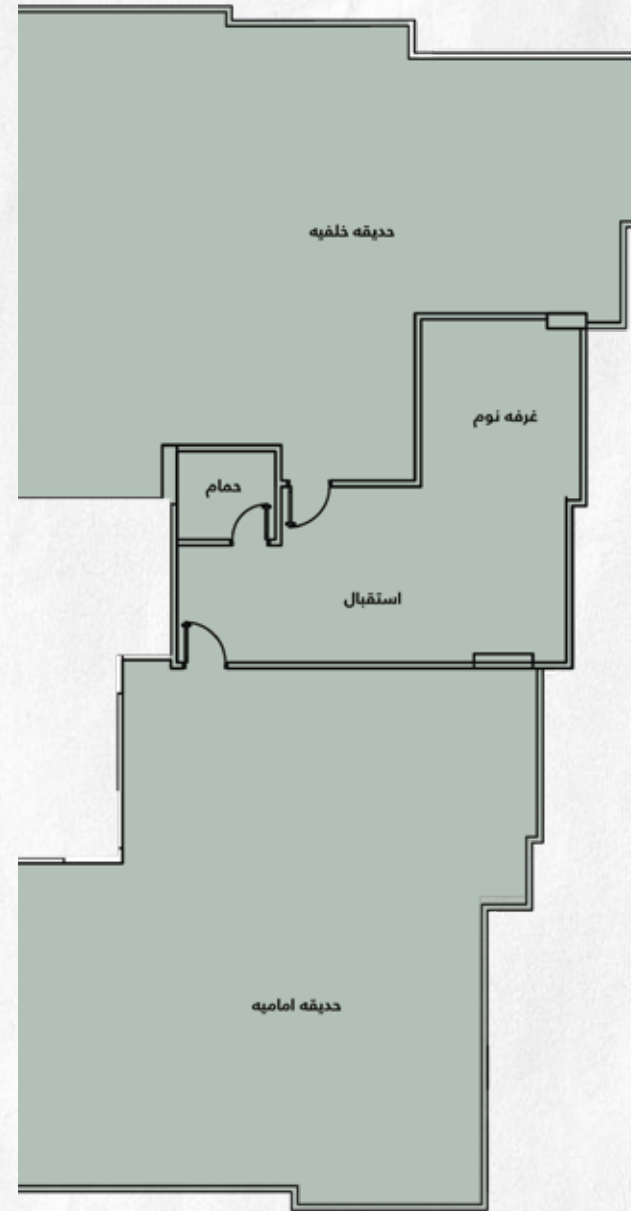 حديقه خلفيه
غرفه نوم
حمام
استقبال
حديقه اماميه